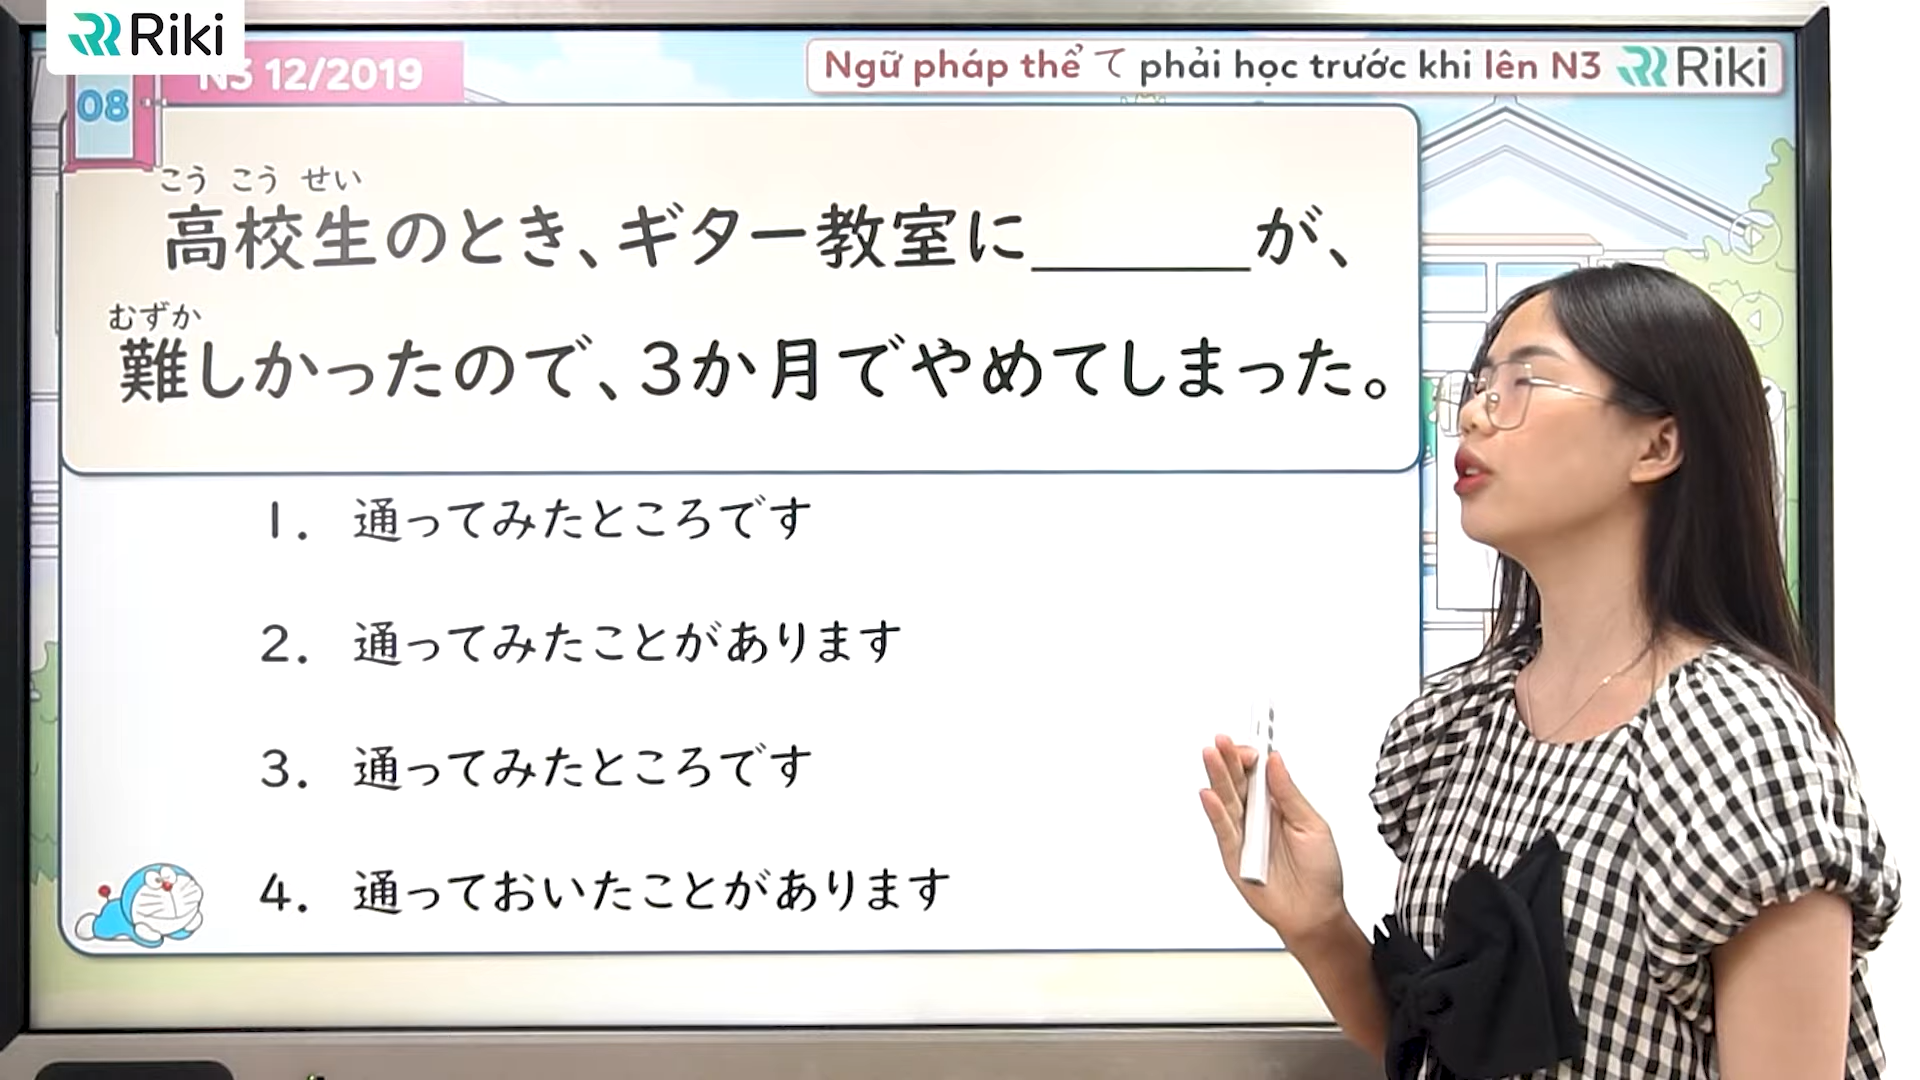 Riki
N3 12/2019
Ngữ pháp thể て phải học trước khi lên N3 Riki
08
こう こう せい
高校生のとき、ギター教室に______が、
むずか
難しかったので、3か月でやめてしまった。
1. 通ってみたところです
2. 通ってみたことがあります
3. 通ってみたところです
4. 通っておいたことがあります